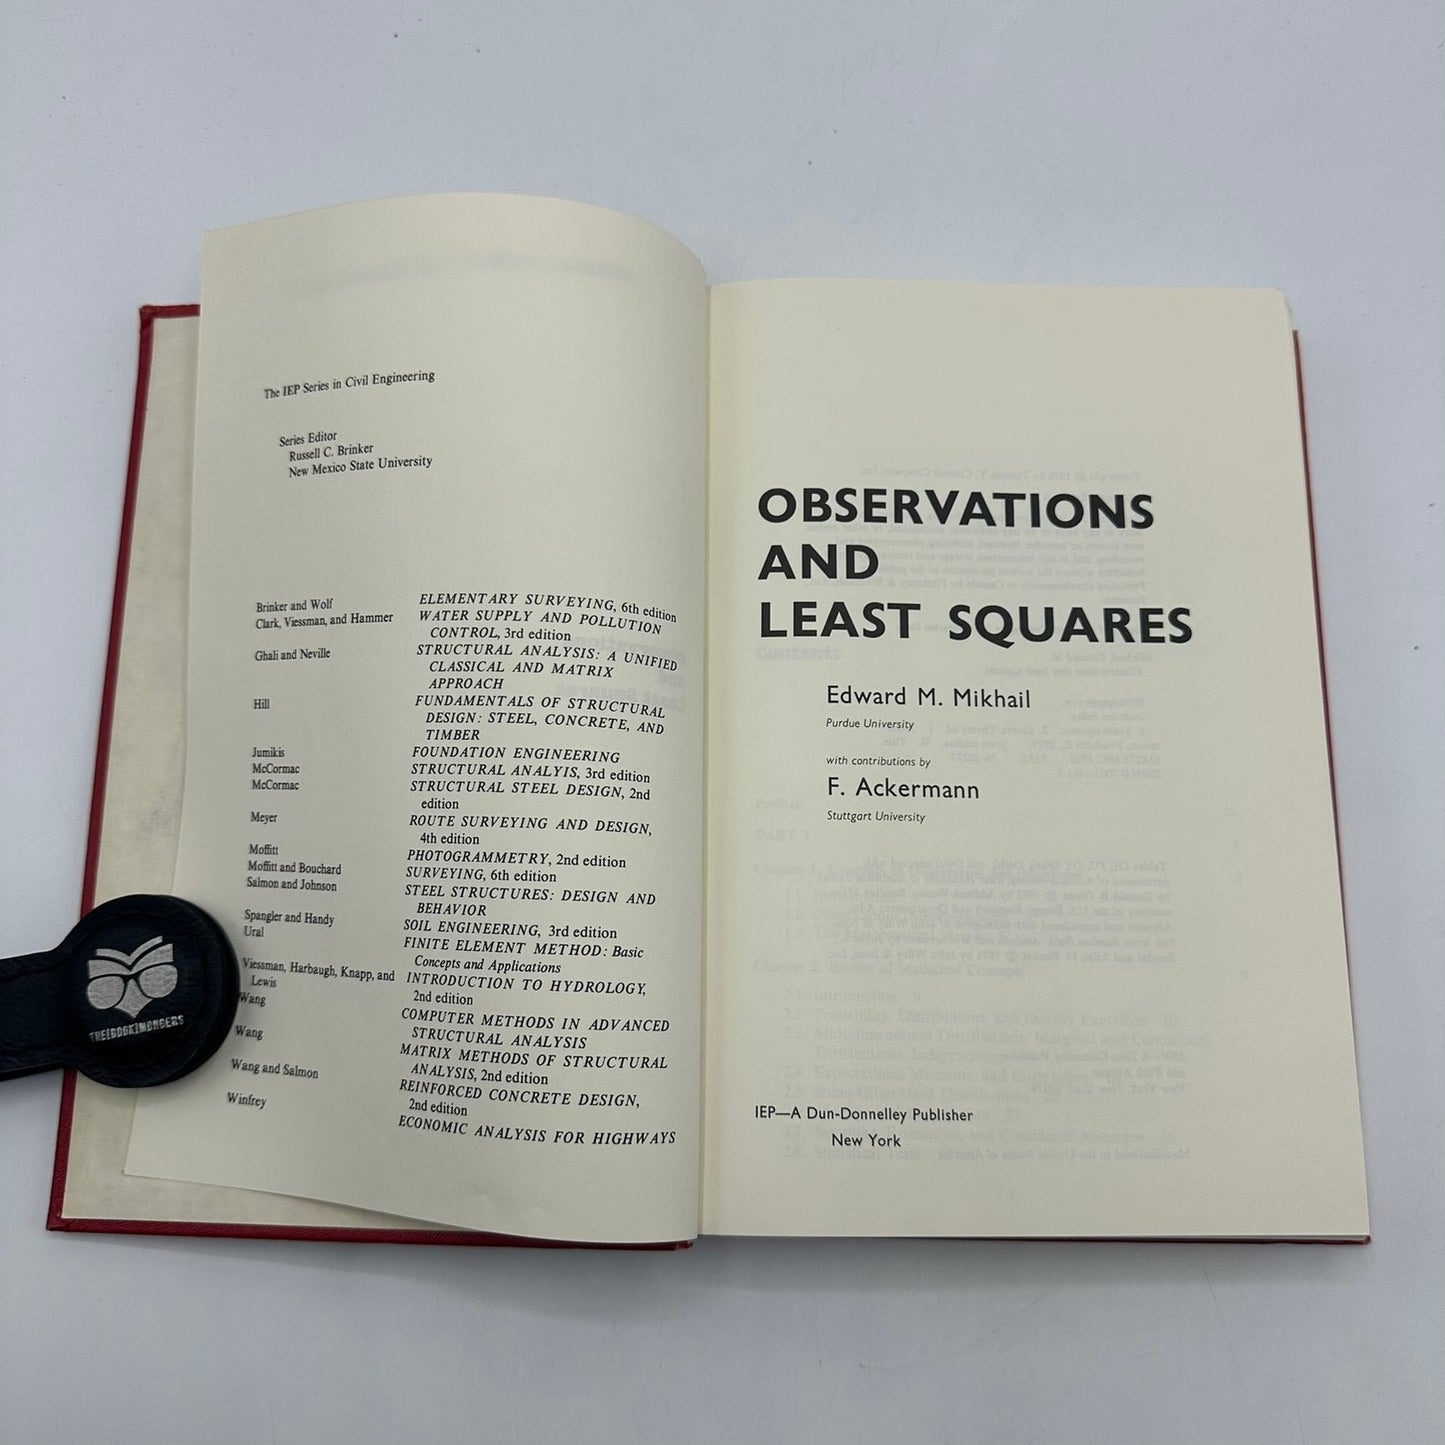 The IEP Series in Civil Engineering
Series Editor
Russell C. Brinker
New Mexico State University
Brinker and Wolf ELEMENTARY SURVEYING, 6th edition
Clark, Viessman, and Hammer WATER SUPPLY AND POLLUTION
CONTROL, 3rd edition
Ghali and Neville STRUCTURAL ANALYSIS: A UNIFIED
CLASSICAL AND MATRIX
APPROACH
Hill FUNDAMENTALS OF STRUCTURAL
DESIGN: STEEL, CONCRETE, AND
TIMBER
Jumikis FOUNDATION ENGINEERING
McCormac STRUCTURAL ANALYIS, 3rd edition
McCormac STRUCTURAL STEEL DESIGN, 2nd
edition
Meyer ROUTE SURVEYING AND DESIGN,
4th edition
Moffitt PHOTOGRAMMETRY, 2nd edition
Moffitt and Bouchard SURVEYING, 6th edition
Salmon and Johnson STEEL STRUCTURES: DESIGN AND
BEHAVIOR
Spangler and Handy SOIL ENGINEERING, 3rd edition
Ural FINITE ELEMENT METHOD: Basic
Concepts and Applications
Viessman, Harbaugh, Knapp, and INTRODUCTION TO HYDROLOGY,
Lewis 2nd edition
Wang COMPUTER METHODS IN ADVANCED
STRUCTURAL ANALYSIS
Wang MATRIX METHODS OF STRUCTURAL
ANALYSIS, 2nd edition
Wang and Salmon REINFORCED CONCRETE DESIGN,
2nd edition
Winfrey ECONOMIC ANALYSIS FOR HIGHWAYS
THE[BOOK]MONGERS
OBSERVATIONS
AND
LEAST SQUARES
Edward M. Mikhail
Purdue University
with contributions by
F. Ackermann
Stuttgart University
IEP—A Dun-Donnelley Publisher
New York